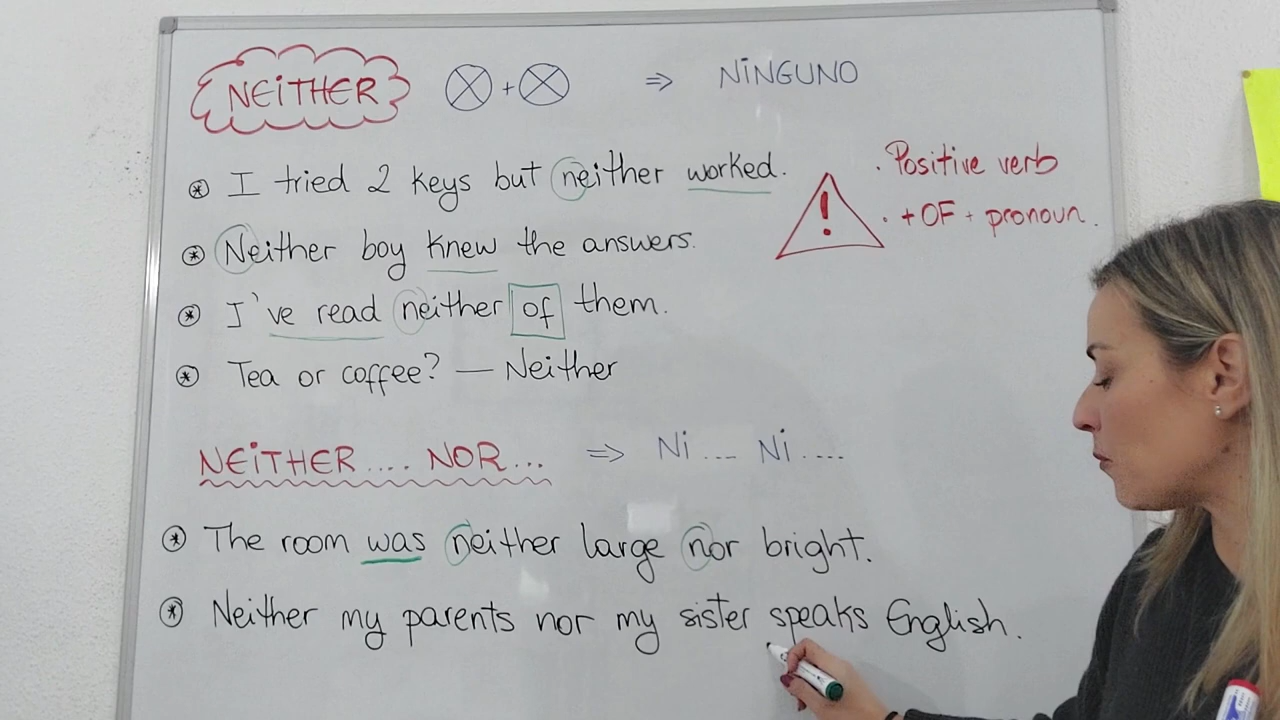 NEITHER ⊗ + ⊗ ⇒ NINGUNO
⊛ I tried 2 keys but neither worked.
⊛ Neither boy knew the answers.
⊛ I've read neither of them.
⊛ Tea or coffee? — Neither
! · Positive verb
· + OF + pronoun.
NEITHER.... NOR... ⇒ Ni.... Ni....
⊛ The room was neither large nor bright.
⊛ Neither my parents nor my sister speaks English.